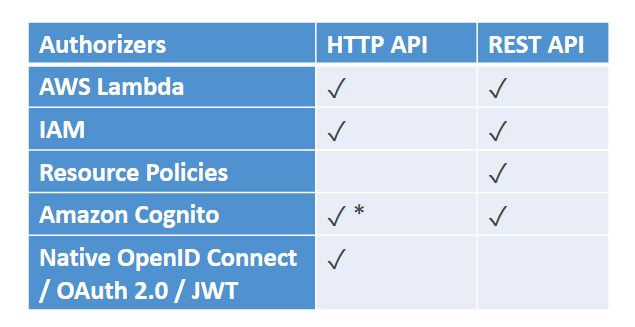 Authorizers HTTP API REST API
AWS Lambda ✓ ✓
IAM ✓ ✓
Resource Policies ✓
Amazon Cognito ✓ * ✓
Native OpenID Connect ✓
/ OAuth 2.0 / JWT